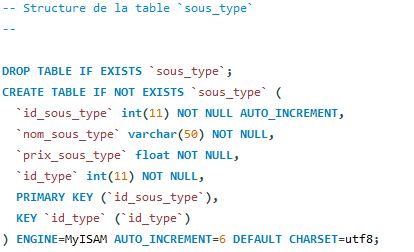 -- Structure de la table `sous_type`
--
DROP TABLE IF EXISTS `sous_type`;
CREATE TABLE IF NOT EXISTS `sous_type` (
`id_sous_type` int(11) NOT NULL AUTO_INCREMENT,
`nom_sous_type` varchar(50) NOT NULL,
`prix_sous_type` float NOT NULL,
`id_type` int(11) NOT NULL,
PRIMARY KEY (`id_sous_type`),
KEY `id_type` (`id_type`)
) ENGINE=MyISAM AUTO_INCREMENT=6 DEFAULT CHARSET=utf8;